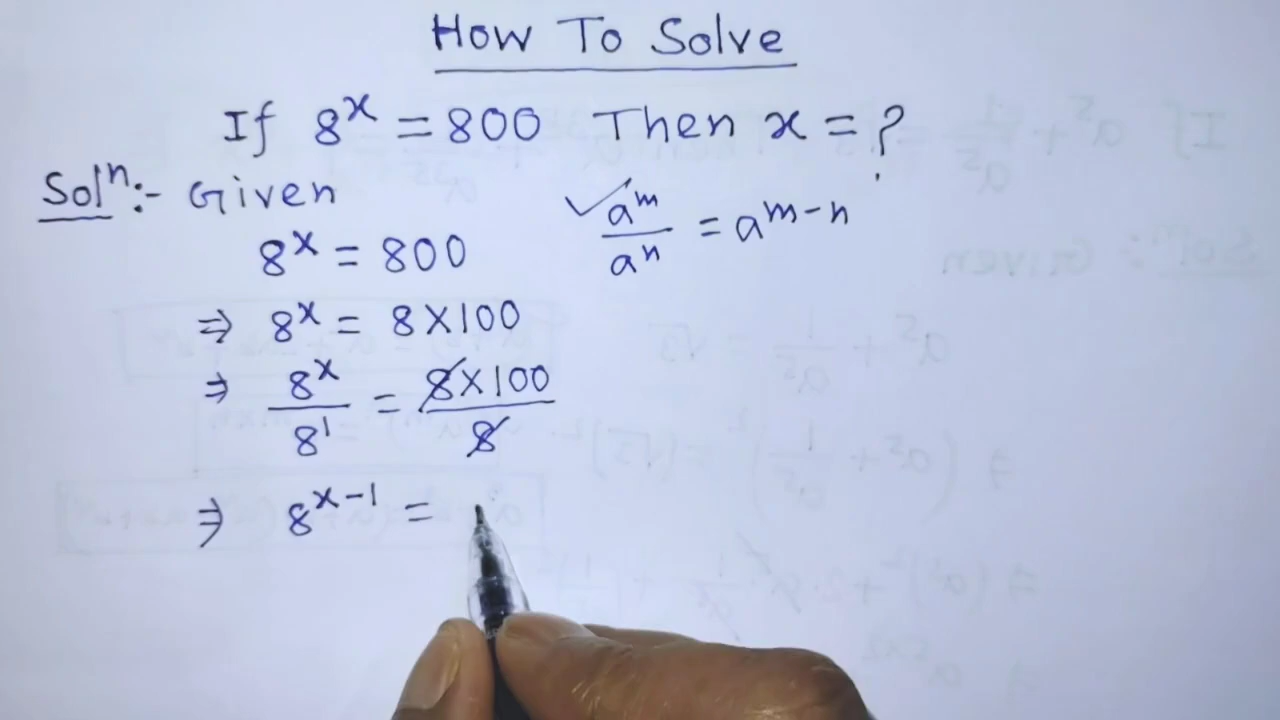 How To Solve
If 8^x = 800 Then x = ?
Solⁿ:- Given
8^x = 800
a^m / a^n = a^(m-n)
⇒ 8^x = 8×100
⇒ 8^x / 8^1 = 8×100 / 8
⇒ 8^(x-1) =